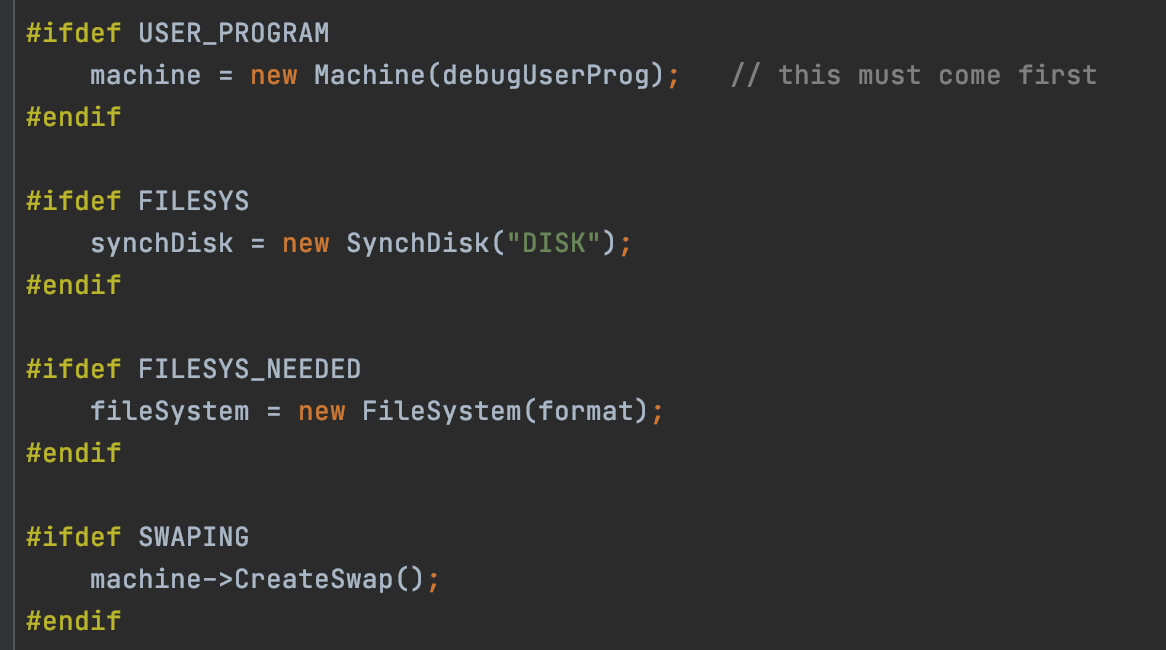 #ifdef USER_PROGRAM
    machine = new Machine(debugUserProg);   // this must come first
#endif

#ifdef FILESYS
    synchDisk = new SynchDisk("DISK");
#endif

#ifdef FILESYS_NEEDED
    fileSystem = new FileSystem(format);
#endif

#ifdef SWAPING
    machine->CreateSwap();
#endif